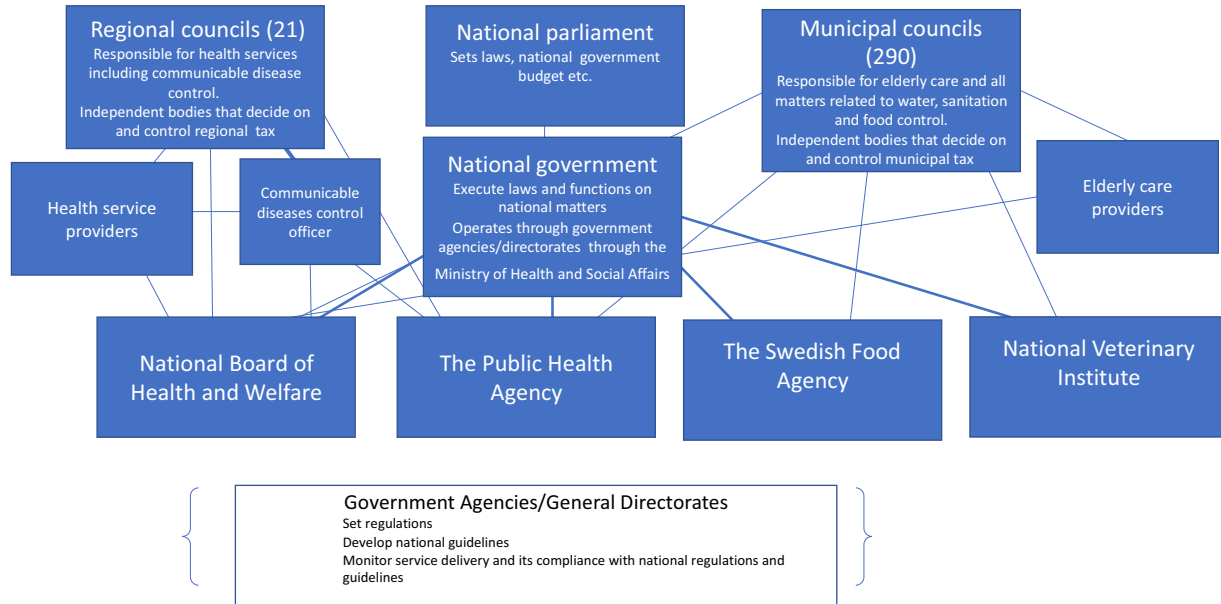 Regional councils (21)
Responsible for health services
including communicable disease
control.
Independent bodies that decide on
and control regional tax
National parliament
Sets laws, national government
budget etc.
Municipal councils
(290)
Responsible for elderly care and all
matters related to water, sanitation
and food control.
Independent bodies that decide on
and control municipal tax
Health service
providers
Communicable
diseases control
officer
National government
Execute laws and functions on
national matters
Operates through government
agencies/directorates through the
Ministry of Health and Social Affairs
Elderly care
providers
National Board of
Health and Welfare
The Public Health
Agency
The Swedish Food
Agency
National Veterinary
Institute
Government Agencies/General Directorates
Set regulations
Develop national guidelines
Monitor service delivery and its compliance with national regulations and
guidelines